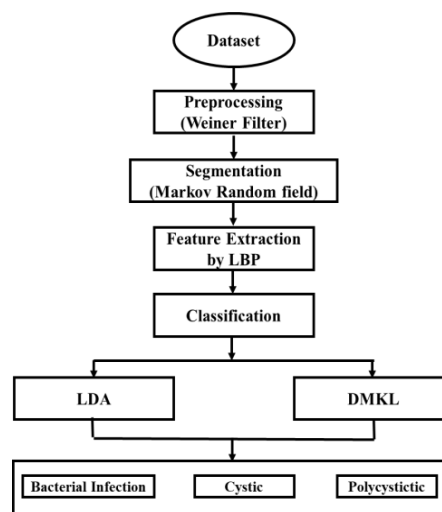 Dataset
Preprocessing
(Weiner Filter)
Segmentation
(Markov Random field)
Feature Extraction
by LBP
Classification
LDA
DMKL
Bacterial Infection
Cystic
Polycystictic